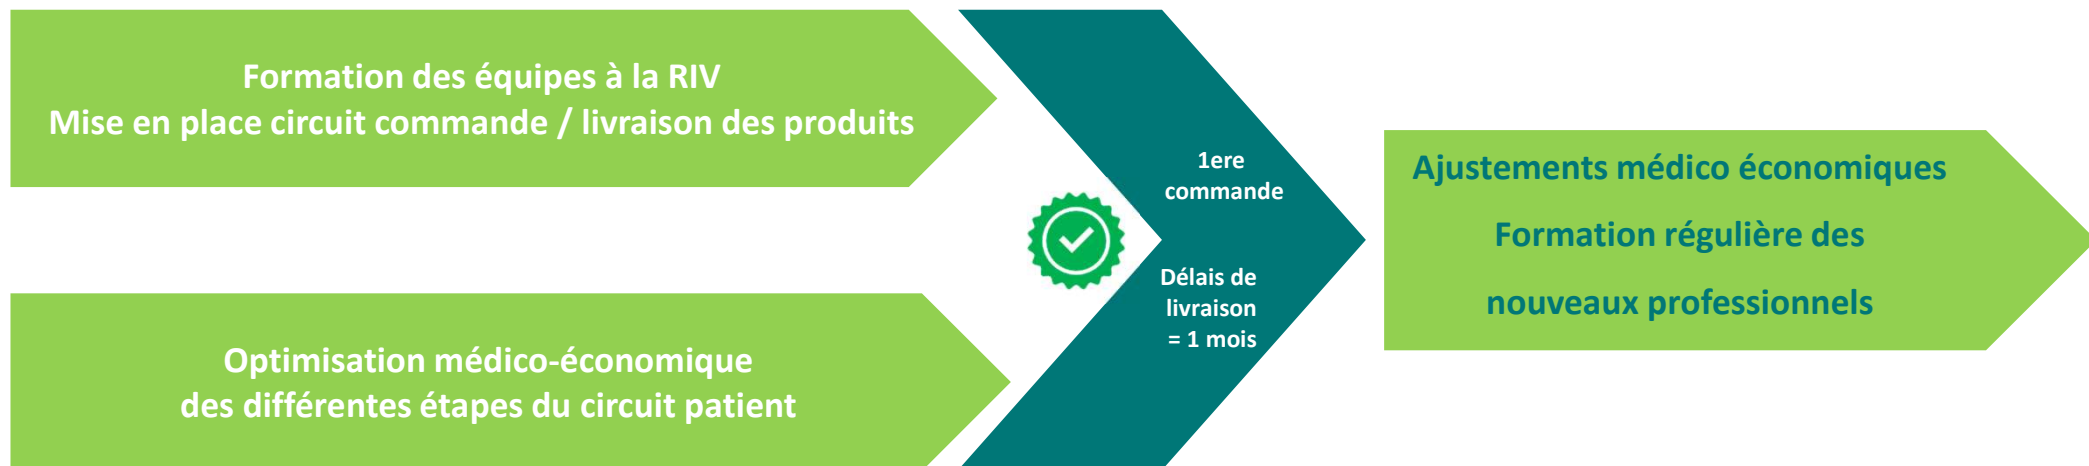 Formation des équipes à la RIV
Mise en place circuit commande / livraison des produits
Optimisation médico-économique
des différentes étapes du circuit patient
1ere
commande
Délais de
livraison
= 1 mois
Ajustements médico économiques
Formation régulière des
nouveaux professionnels